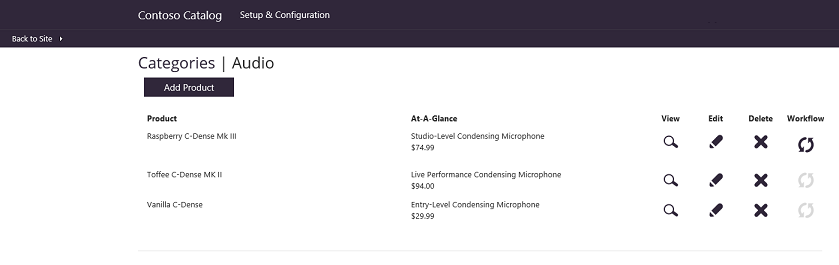 Contoso Catalog Setup & Configuration
Back to Site
Categories | Audio
Add Product
Product At-A-Glance View Edit Delete Workflow
Raspberry C-Dense Mk III Studio-Level Condensing Microphone
$74.99
Toffee C-Dense MK II Live Performance Condensing Microphone
$94.00
Vanilla C-Dense Entry-Level Condensing Microphone
$29.99